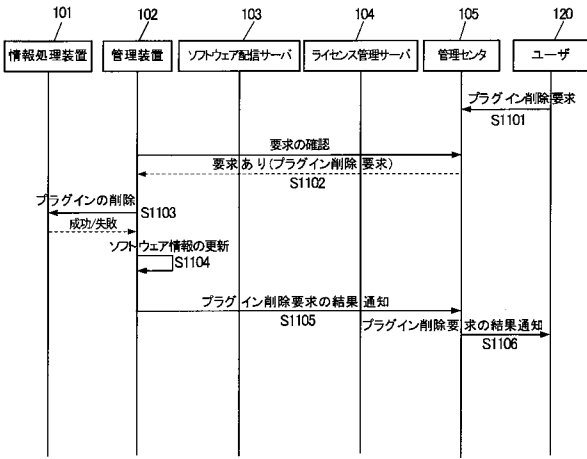 101
102
103
104
105
120
情報処理装置
管理装置
ソフトウェア配信サーバ
ライセンス管理サーバ
管理センタ
ユーザ
プラグイン削除要求
S1101
要求の確認
要求あり(プラグイン削除要求)
S1102
プラグインの削除
S1103
成功/失敗
ソフトウェア情報の更新
S1104
プラグイン削除要求の結果通知
S1105
プラグイン削除要求の結果通知
S1106